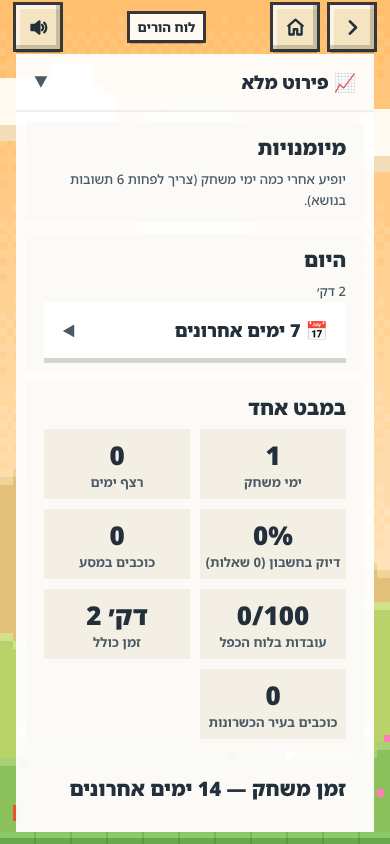 לוח הורים
📈 פירוט מלא ▼
מיומנויות
יופיע אחרי כמה ימי משחק (צריך לפחות 6 תשובות
בנושא).
היום
2 דק׳
📅 7 ימים אחרונים ◀
במבט אחד
1
ימי משחק
0
רצף ימים
0%
דיוק בחשבון (0 שאלות)
0
כוכבים במסע
0/100
עובדות בלוח הכפל
2 דק׳
זמן כולל
0
כוכבים בעיר הכשרונות
זמן משחק — 14 ימים אחרונים